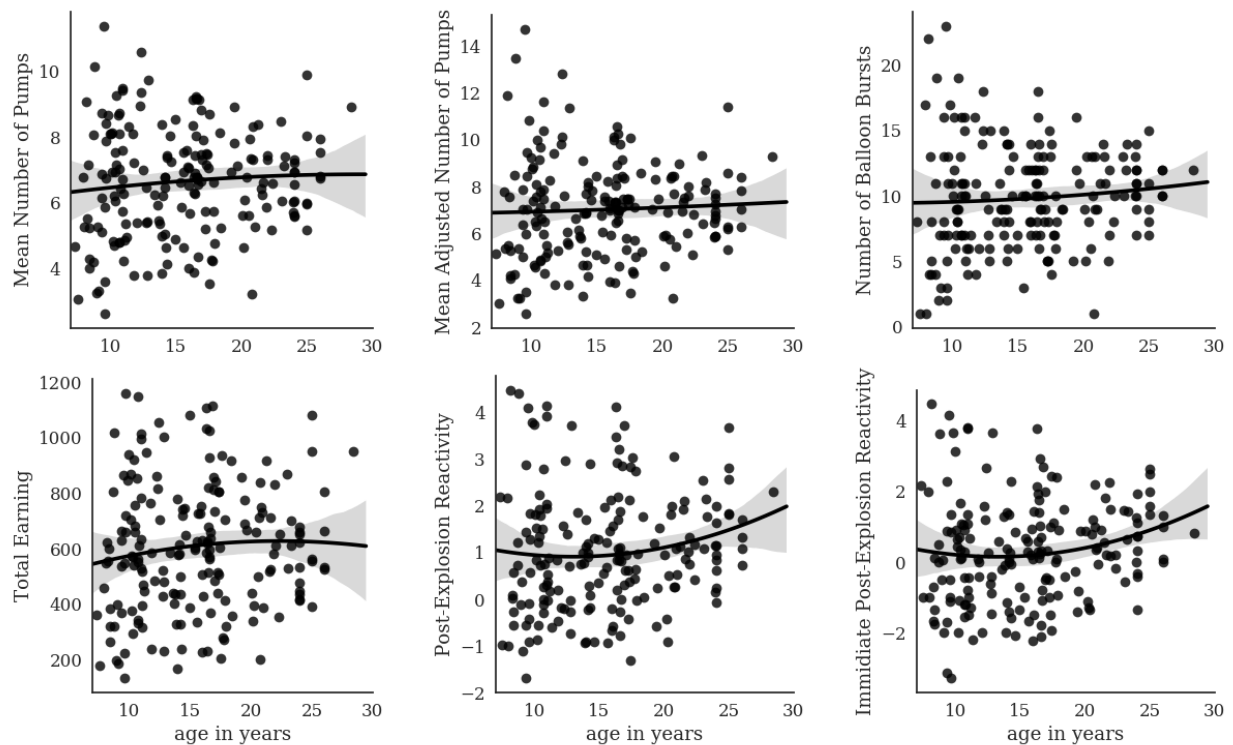 Mean Number of Pumps
10
8
6
4
10 15 20 25 30
Mean Adjusted Number of Pumps
14
12
10
8
6
4
2
10 15 20 25 30
Number of Balloon Bursts
20
15
10
5
0
10 15 20 25 30
Total Earning
1200
1000
800
600
400
200
10 15 20 25 30
age in years
Post-Explosion Reactivity
4
3
2
1
0
−1
−2
10 15 20 25 30
age in years
Immidiate Post-Explosion Reactivity
4
2
0
−2
10 15 20 25 30
age in years